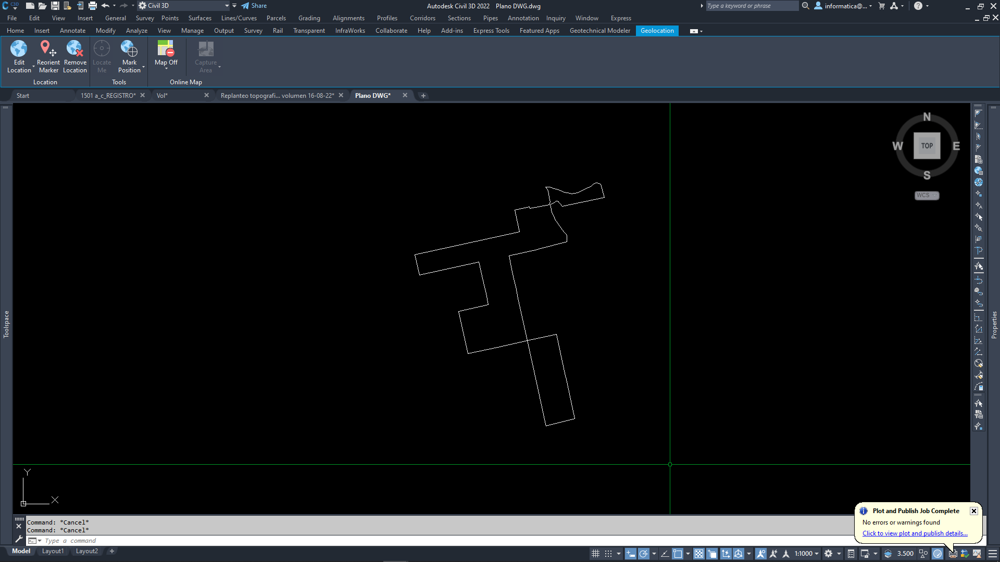 C3D Civil 3D Share Autodesk Civil 3D 2022 Plano DWG.dwg Type a keyword or phrase informatica@...
File Edit View Insert General Survey Points Surfaces Lines/Curves Parcels Grading Alignments Profiles Corridors Sections Pipes Annotation Inquiry Window Express
Home Insert Annotate Modify Analyze View Manage Output Survey Rail Transparent InfraWorks Collaborate Help Add-ins Express Tools Featured Apps Geotechnical Modeler Geolocation
Edit Reorient Remove Locate Mark Map Off Capture
Location Marker Location Me Position Area
Location Tools Online Map
Start 1501 a_c_REGISTRO* Vol* Replanteo topografi... volumen 16-08-22* Plano DWG*
N
W TOP E
S
WCS
Toolspace
Properties
Y
X
Command: *Cancel*
Command: *Cancel*
Type a command
Plot and Publish Job Complete
No errors or warnings found
Click to view plot and publish details...
Model Layout1 Layout2 1:1000 3.500